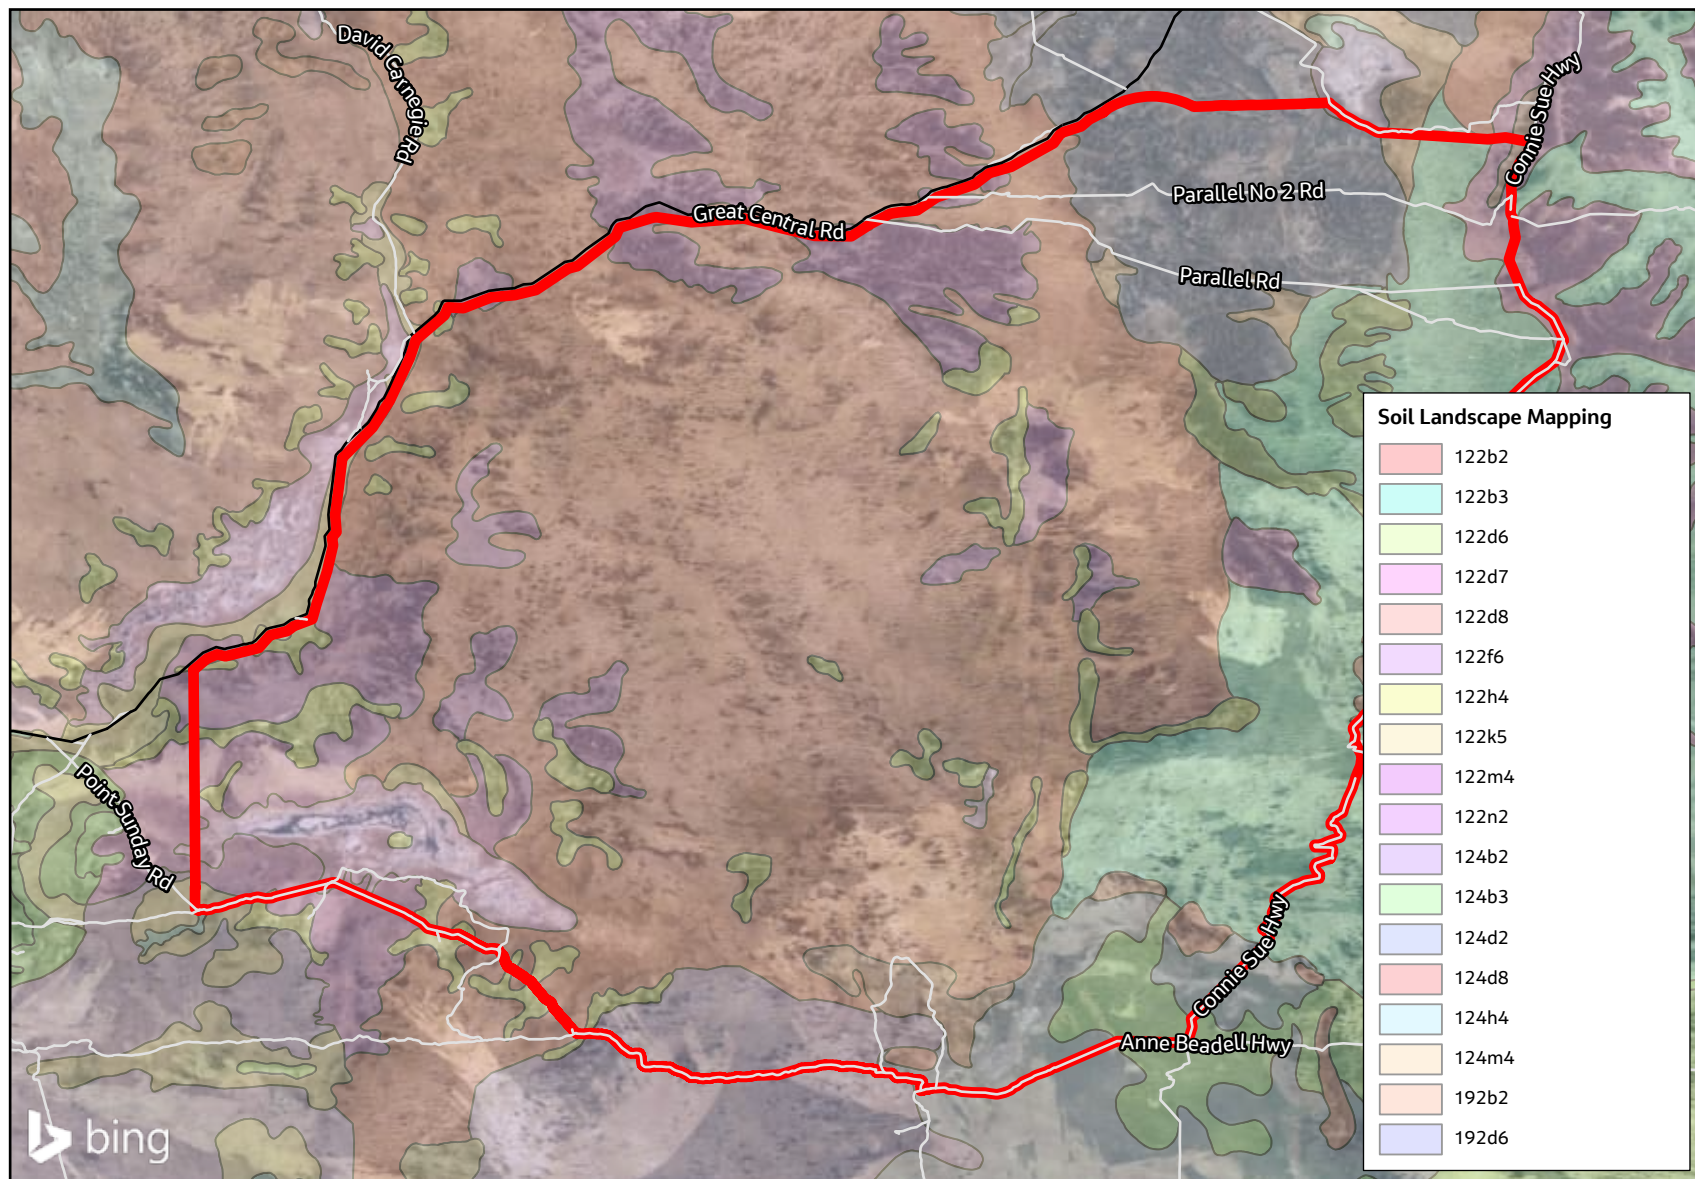 David Carnegie Rd
Connie Sue Hwy
Parallel No 2 Rd
Great Central Rd
Parallel Rd
Soil Landscape Mapping
122b2
122b3
122d6
122d7
122d8
122f6
122h4
122k5
122m4
122n2
124b2
124b3
124d2
124d8
124h4
124m4
192b2
192d6
Point Sunday Rd
Connie Sue Hwy
Anne Beadell Hwy
bing